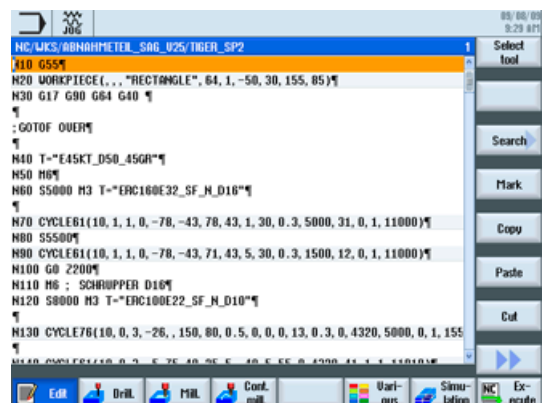 JOG
09/08/09
9:29 AM
NC/WKS/ABNAHMETEIL_SAG_V25/TIGER_SP2 1
N10 G55¶
N20 WORKPIECE(,,,"RECTANGLE",64,1,-50,30,155,85)¶
N30 G17 G90 G64 G40 ¶
¶
;GOTOF OVER¶
¶
N40 T="E45KT_D50_45GR"¶
N50 M6¶
N60 S5000 M3 T="ERC160E32_SF_N_D16"¶
¶
N70 CYCLE61(10,1,1,0,-78,-43,78,43,1,30,0.3,5000,31,0,1,11000)¶
N80 S5500¶
N90 CYCLE61(10,1,1,0,-78,-43,71,43,5,30,0.3,1500,12,0,1,11000)¶
N100 G0 Z200¶
N110 M6 ; SCHRUPPER D16¶
N120 S8000 M3 T="ERC100E22_SF_N_D10"¶
¶
N130 CYCLE76(10,0,3,-26,,150,80,0.5,0,0,0,13,0.3,0,4320,5000,0,1,155
¶
Select
tool
Search
Mark
Copy
Paste
Cut
Edit
Drill.
Mill.
Cont.
mill.
Vari-
ous
Simu-
lation
NC
Ex-
ecute